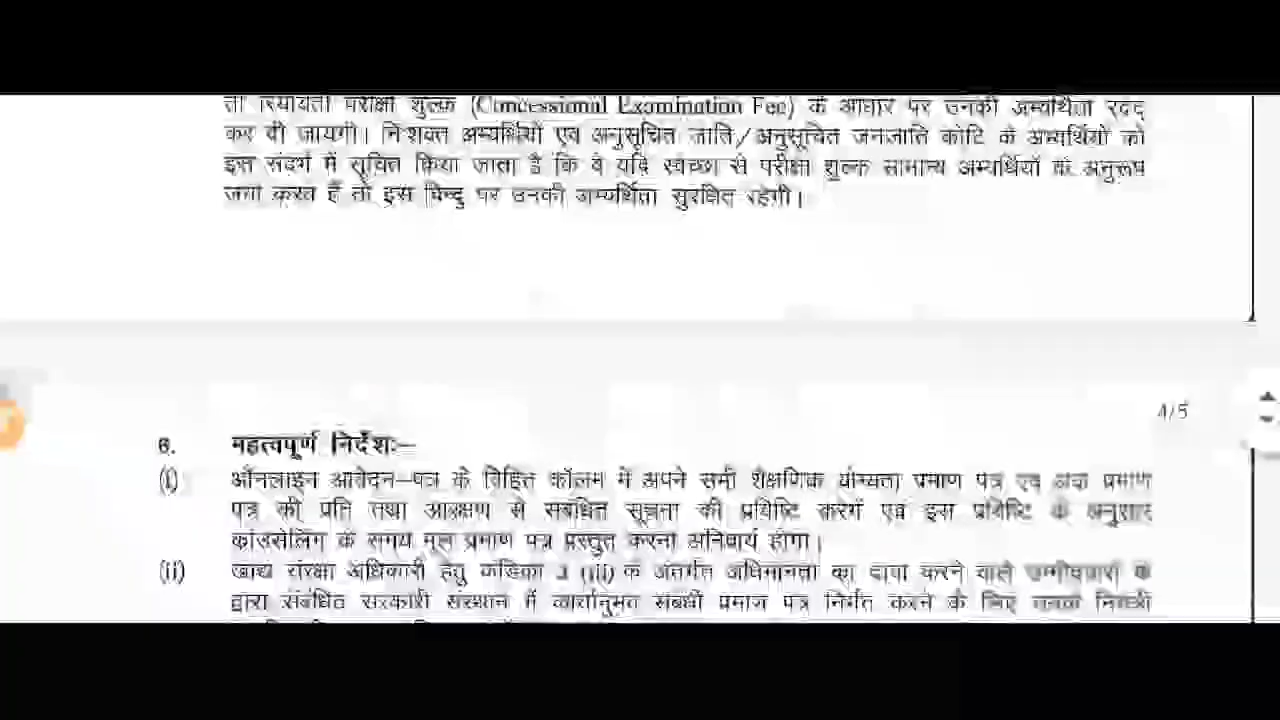 तो रियायती परीक्षा शुल्क (Concessional Examination Fee) के आधार पर उनकी अभ्यर्थिता रद्द
कर दी जायगी। निःशक्त अभ्यर्थियों एवं अनुसूचित जाति/अनुसूचित जनजाति कोटि के अभ्यर्थियों को
इस संदर्भ में सूचित किया जाता है कि वे यदि स्वेच्छा से परीक्षा शुल्क सामान्य अभ्यर्थियों के अनुरूप
जमा करते हैं तो इस बिन्दु पर उनकी अभ्यर्थिता सुरक्षित रहेगी।
4/5
6. महत्वपूर्ण निर्देश:–
(i) ऑनलाइन आवेदन–पत्र के विहित कॉलम में अपने सभी शैक्षणिक योग्यता प्रमाण पत्र एवं अन्य प्रमाण
पत्र की प्रति तथा आरक्षण से संबंधित सूचना की प्रविष्टि करेंगे एवं इस प्रविष्टि के अनुसार
काउंसेलिंग के समय मूल प्रमाण पत्र प्रस्तुत करना अनिवार्य होगा।
(ii) खाद्य संरक्षा अधिकारी हेतु कंडिका 3 (iii) के अंतर्गत अधिमानता का दावा करने वाले उम्मीदवारों के
द्वारा संबंधित सरकारी संस्थान में कार्यानुभव संबंधी प्रमाण पत्र निर्गत करने के लिए उनके नियंत्री